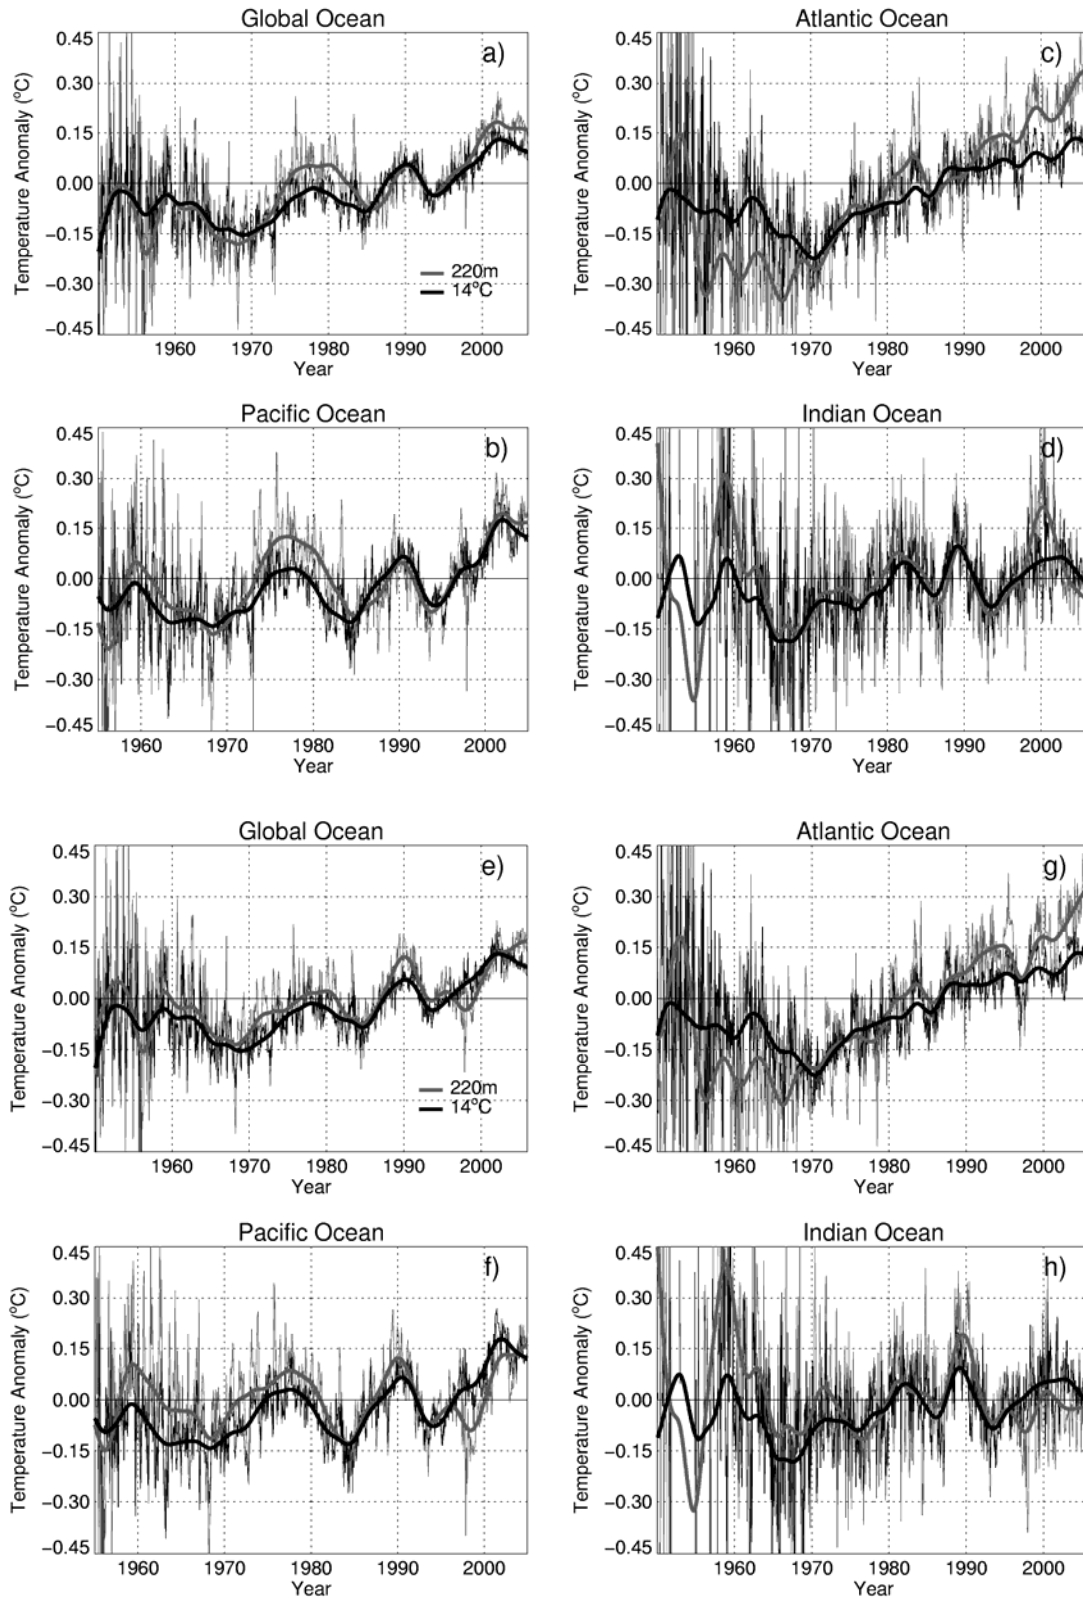 Global Ocean
a)
Temperature Anomaly (°C)
0.45
0.30
0.15
0.00
−0.15
−0.30
−0.45
220m
14°C
1960 1970 1980 1990 2000
Year
Atlantic Ocean
c)
Temperature Anomaly (°C)
0.45
0.30
0.15
0.00
−0.15
−0.30
−0.45
1960 1970 1980 1990 2000
Year
Pacific Ocean
b)
Temperature Anomaly (°C)
0.45
0.30
0.15
0.00
−0.15
−0.30
−0.45
1960 1970 1980 1990 2000
Year
Indian Ocean
d)
Temperature Anomaly (°C)
0.45
0.30
0.15
0.00
−0.15
−0.30
−0.45
1960 1970 1980 1990 2000
Year
Global Ocean
e)
Temperature Anomaly (°C)
0.45
0.30
0.15
0.00
−0.15
−0.30
−0.45
220m
14°C
1960 1970 1980 1990 2000
Year
Atlantic Ocean
g)
Temperature Anomaly (°C)
0.45
0.30
0.15
0.00
−0.15
−0.30
−0.45
1960 1970 1980 1990 2000
Year
Pacific Ocean
f)
Temperature Anomaly (°C)
0.45
0.30
0.15
0.00
−0.15
−0.30
−0.45
1960 1970 1980 1990 2000
Year
Indian Ocean
h)
Temperature Anomaly (°C)
0.45
0.30
0.15
0.00
−0.15
−0.30
−0.45
1960 1970 1980 1990 2000
Year